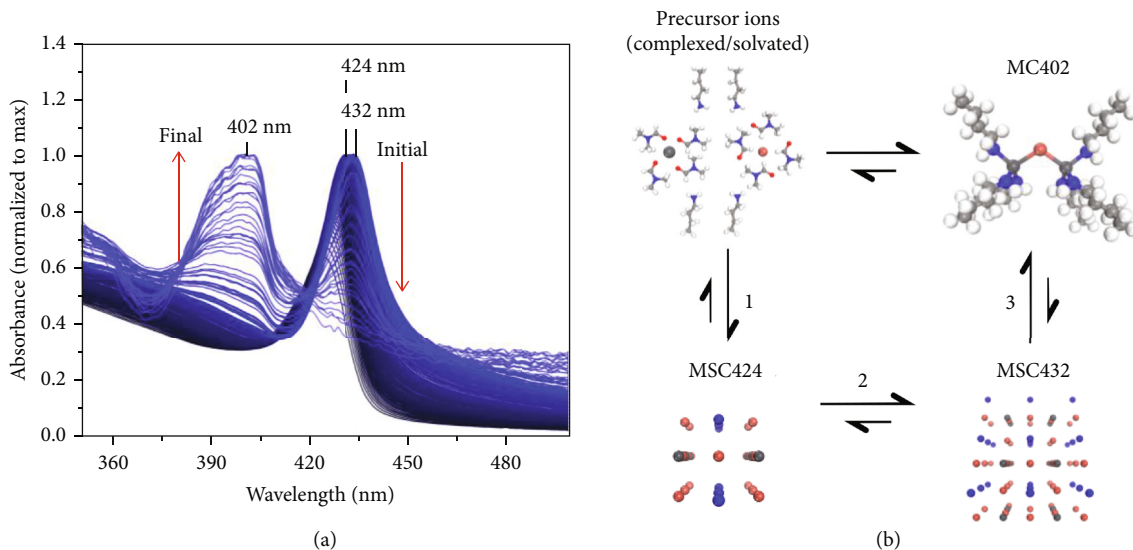 1.4
1.2
1.0
0.8
0.6
0.4
0.2
0.0
Absorbance (normalized to max)
424 nm
432 nm
402 nm
Final
Initial
360
390
420
450
480
Wavelength (nm)
(a)
Precursor ions
(complexed/solvated)
MC402
1
3
MSC424
2
MSC432
(b)